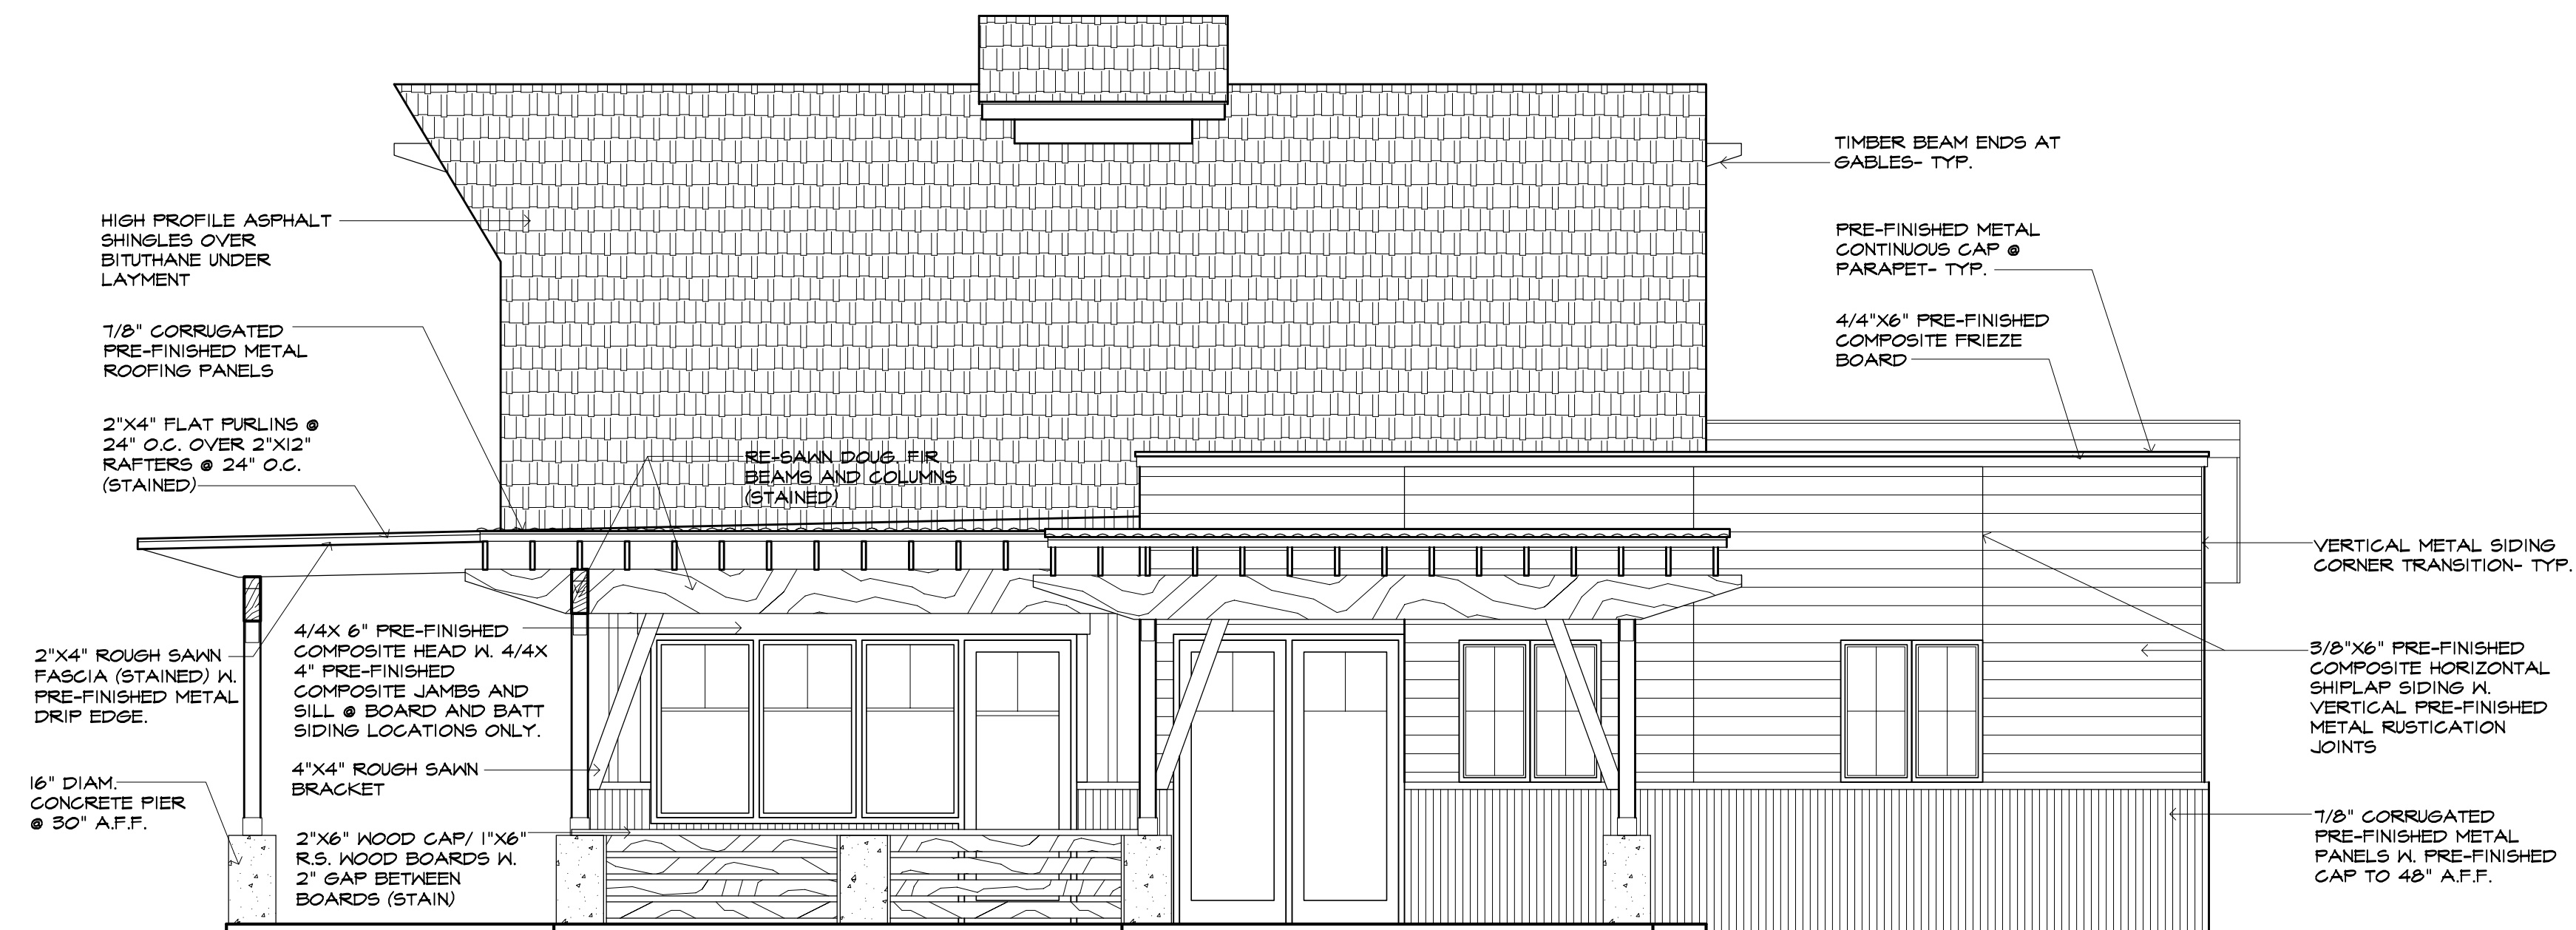 HIGH PROFILE ASPHALT
SHINGLES OVER
BITUTHANE UNDER
LAYMENT
7/8" CORRUGATED
PRE-FINISHED METAL
ROOFING PANELS
2"X4" FLAT PURLINS @
24" O.C. OVER 2"X12"
RAFTERS @ 24" O.C.
(STAINED)
2"X4" ROUGH SAWN
FASCIA (STAINED) W.
PRE-FINISHED METAL
DRIP EDGE.
16" DIAM.
CONCRETE PIER
@ 30" A.F.F.
RE-SAWN DOUG. FIR
BEAMS AND COLUMNS
(STAINED)
4/4X 6" PRE-FINISHED
COMPOSITE HEAD W. 4/4X
4" PRE-FINISHED
COMPOSITE JAMBS AND
SILL @ BOARD AND BATT
SIDING LOCATIONS ONLY.
4"X4" ROUGH SAWN
BRACKET
2"X6" WOOD CAP/ 1"X6"
R.S. WOOD BOARDS W.
2" GAP BETWEEN
BOARDS (STAIN)
TIMBER BEAM ENDS AT
GABLES- TYP.
PRE-FINISHED METAL
CONTINUOUS CAP @
PARAPET- TYP.
4/4"X6" PRE-FINISHED
COMPOSITE FRIEZE
BOARD
VERTICAL METAL SIDING
CORNER TRANSITION- TYP.
3/8"X6" PRE-FINISHED
COMPOSITE HORIZONTAL
SHIPLAP SIDING W.
VERTICAL PRE-FINISHED
METAL RUSTICATION
JOINTS
7/8" CORRUGATED
PRE-FINISHED METAL
PANELS W. PRE-FINISHED
CAP TO 48" A.F.F.